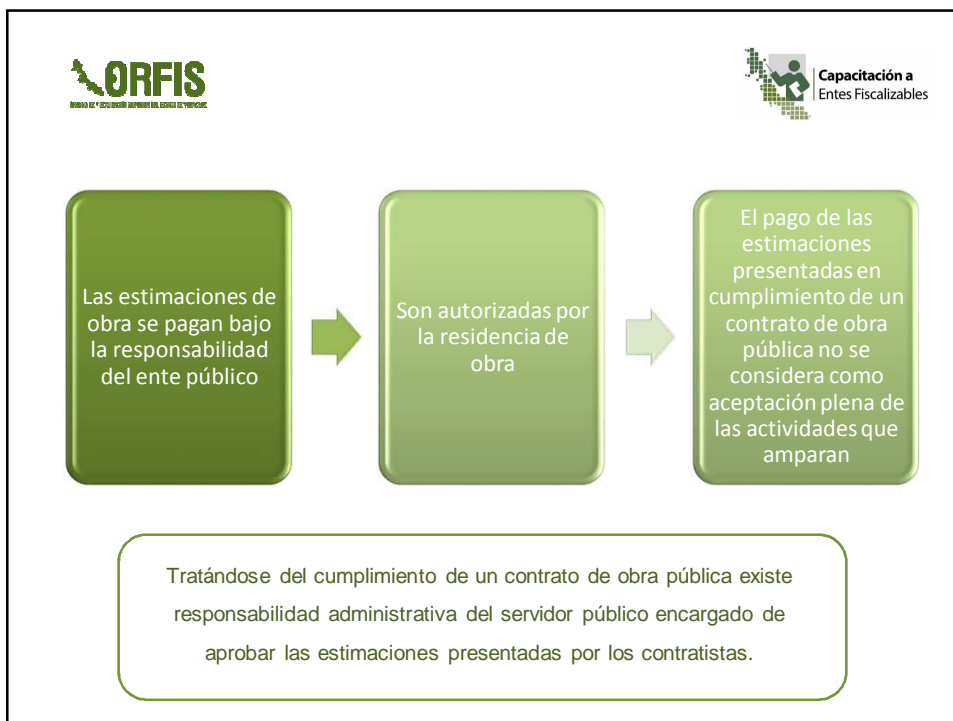 ORFIS
Capacitación a
Entes Fiscalizables
Las estimaciones de
obra se pagan bajo
la responsabilidad
del ente público
Son autorizadas por
la residencia de
obra
El pago de las
estimaciones
presentadas en
cumplimiento de un
contrato de obra
pública no se
considera como
aceptación plena de
las actividades que
amparan
Tratándose del cumplimiento de un contrato de obra pública existe
responsabilidad administrativa del servidor público encargado de
aprobar las estimaciones presentadas por los contratistas.